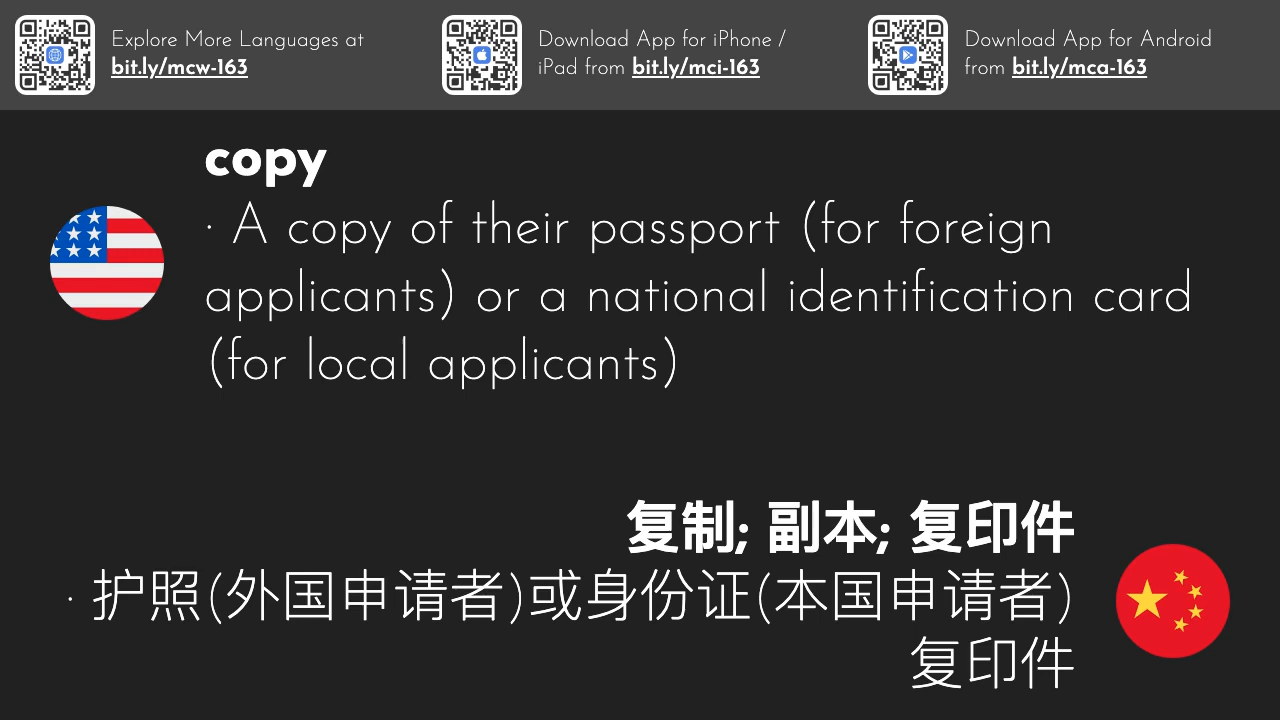 Explore More Languages at
bit.ly/mcw-163
Download App for iPhone /
iPad from bit.ly/mci-163
Download App for Android
from bit.ly/mca-163
copy
· A copy of their passport (for foreign
applicants) or a national identification card
(for local applicants)
复制; 副本; 复印件
· 护照(外国申请者)或身份证(本国申请者)
复印件